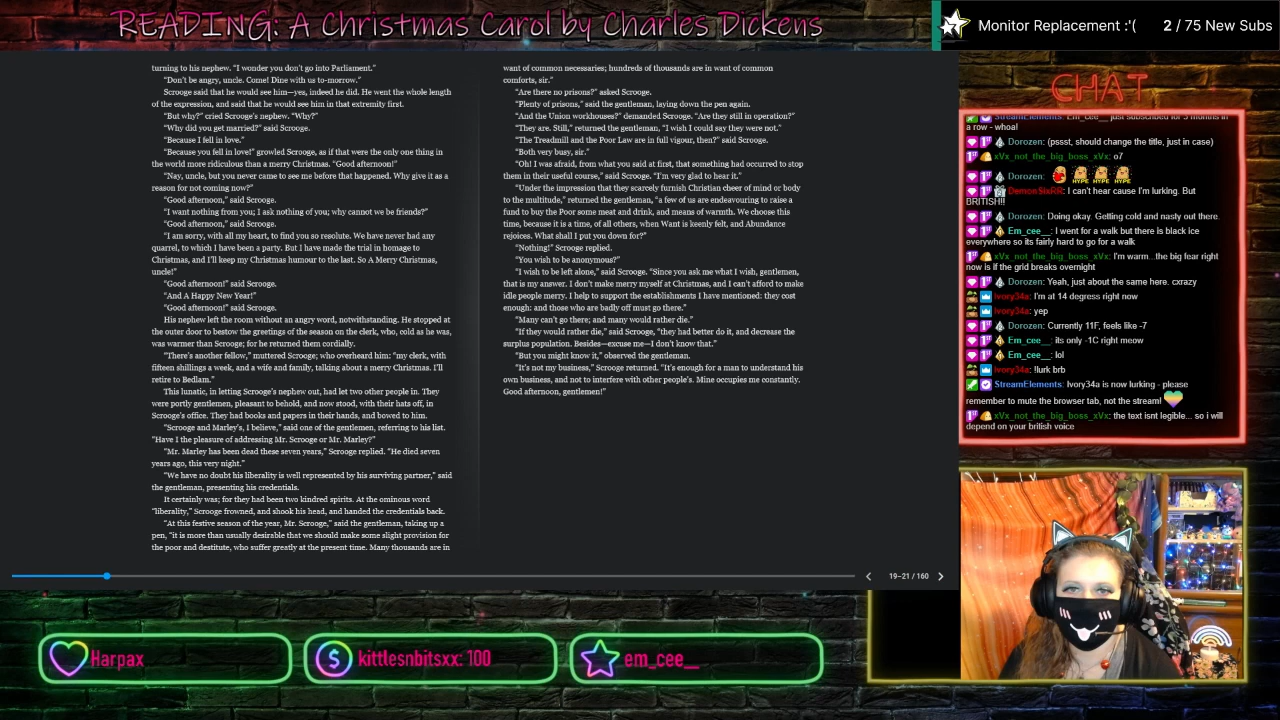 READING: A Christmas Carol by Charles Dickens
Monitor Replacement :'( 2 / 75 New Subs
turning to his nephew. “I wonder you don't go into Parliament.”
“Don't be angry, uncle. Come! Dine with us to-morrow.”
Scrooge said that he would see him—yes, indeed he did. He went the whole length
of the expression, and said that he would see him in that extremity first.
“But why?” cried Scrooge's nephew. “Why?”
“Why did you get married?” said Scrooge.
“Because I fell in love.”
“Because you fell in love!” growled Scrooge, as if that were the only one thing in
the world more ridiculous than a merry Christmas. “Good afternoon!”
“Nay, uncle, but you never came to see me before that happened. Why give it as a
reason for not coming now?”
“Good afternoon,” said Scrooge.
“I want nothing from you; I ask nothing of you; why cannot we be friends?”
“Good afternoon,” said Scrooge.
“I am sorry, with all my heart, to find you so resolute. We have never had any
quarrel, to which I have been a party. But I have made the trial in homage to
Christmas, and I'll keep my Christmas humour to the last. So A Merry Christmas,
uncle!”
“Good afternoon!” said Scrooge.
“And A Happy New Year!”
“Good afternoon!” said Scrooge.
His nephew left the room without an angry word, notwithstanding. He stopped at
the outer door to bestow the greetings of the season on the clerk, who, cold as he was,
was warmer than Scrooge; for he returned them cordially.
“There's another fellow,” muttered Scrooge; who overheard him: “my clerk, with
fifteen shillings a week, and a wife and family, talking about a merry Christmas. I'll
retire to Bedlam.”
This lunatic, in letting Scrooge's nephew out, had let two other people in. They
were portly gentlemen, pleasant to behold, and now stood, with their hats off, in
Scrooge's office. They had books and papers in their hands, and bowed to him.
“Scrooge and Marley's, I believe,” said one of the gentlemen, referring to his list.
“Have I the pleasure of addressing Mr. Scrooge or Mr. Marley?”
“Mr. Marley has been dead these seven years,” Scrooge replied. “He died seven
years ago, this very night.”
“We have no doubt his liberality is well represented by his surviving partner,” said
the gentleman, presenting his credentials.
It certainly was; for they had been two kindred spirits. At the ominous word
“liberality,” Scrooge frowned, and shook his head, and handed the credentials back.
“At this festive season of the year, Mr. Scrooge,” said the gentleman, taking up a
pen, “it is more than usually desirable that we should make some slight provision for
the poor and destitute, who suffer greatly at the present time. Many thousands are in
want of common necessaries; hundreds of thousands are in want of common
comforts, sir.”
“Are there no prisons?” asked Scrooge.
“Plenty of prisons,” said the gentleman, laying down the pen again.
“And the Union workhouses?” demanded Scrooge. “Are they still in operation?”
“They are. Still,” returned the gentleman, “I wish I could say they were not.”
“The Treadmill and the Poor Law are in full vigour, then?” said Scrooge.
“Both very busy, sir.”
“Oh! I was afraid, from what you said at first, that something had occurred to stop
them in their useful course,” said Scrooge. “I'm very glad to hear it.”
“Under the impression that they scarcely furnish Christian cheer of mind or body
to the multitude,” returned the gentleman, “a few of us are endeavouring to raise a
fund to buy the Poor some meat and drink, and means of warmth. We choose this
time, because it is a time, of all others, when Want is keenly felt, and Abundance
rejoices. What shall I put you down for?”
“Nothing!” Scrooge replied.
“You wish to be anonymous?”
“I wish to be left alone,” said Scrooge. “Since you ask me what I wish, gentlemen,
that is my answer. I don't make merry myself at Christmas, and I can't afford to make
idle people merry. I help to support the establishments I have mentioned: they cost
enough: and those who are badly off must go there.”
“Many can't go there; and many would rather die.”
“If they would rather die,” said Scrooge, “they had better do it, and decrease the
surplus population. Besides—excuse me—I don't know that.”
“But you might know it,” observed the gentleman.
“It's not my business,” Scrooge returned. “It's enough for a man to understand his
own business, and not to interfere with other people's. Mine occupies me constantly.
Good afternoon, gentlemen!”
19–21 / 160
CHAT
StreamElements: Em_cee__ just subscribed for 3 months in
a row - whoa!
Dorozen: (pssst, should change the title, just in case)
xVx_not_the_big_boss_xVx: o7
Dorozen: HYPE HYPE HYPE
DemonSixRR: I can't hear cause I'm lurking. But
BRITISH!!
Dorozen: Doing okay. Getting cold and nasty out there.
Em_cee__: I went for a walk but there is black ice
everywhere so its fairly hard to go for a walk
xVx_not_the_big_boss_xVx: I'm warm...the big fear right
now is if the grid breaks overnight
Dorozen: Yeah, just about the same here. cxrazy
Ivory34a: I'm at 14 degress right now
Ivory34a: yep
Dorozen: Currently 11F, feels like -7
Em_cee__: its only -1C right meow
Em_cee__: lol
Ivory34a: !lurk brb
StreamElements: Ivory34a is now lurking - please
remember to mute the browser tab, not the stream!
xVx_not_the_big_boss_xVx: the text isnt legible... so i will
depend on your british voice
Harpax
kittlesnbitsxx: 100
em_cee__